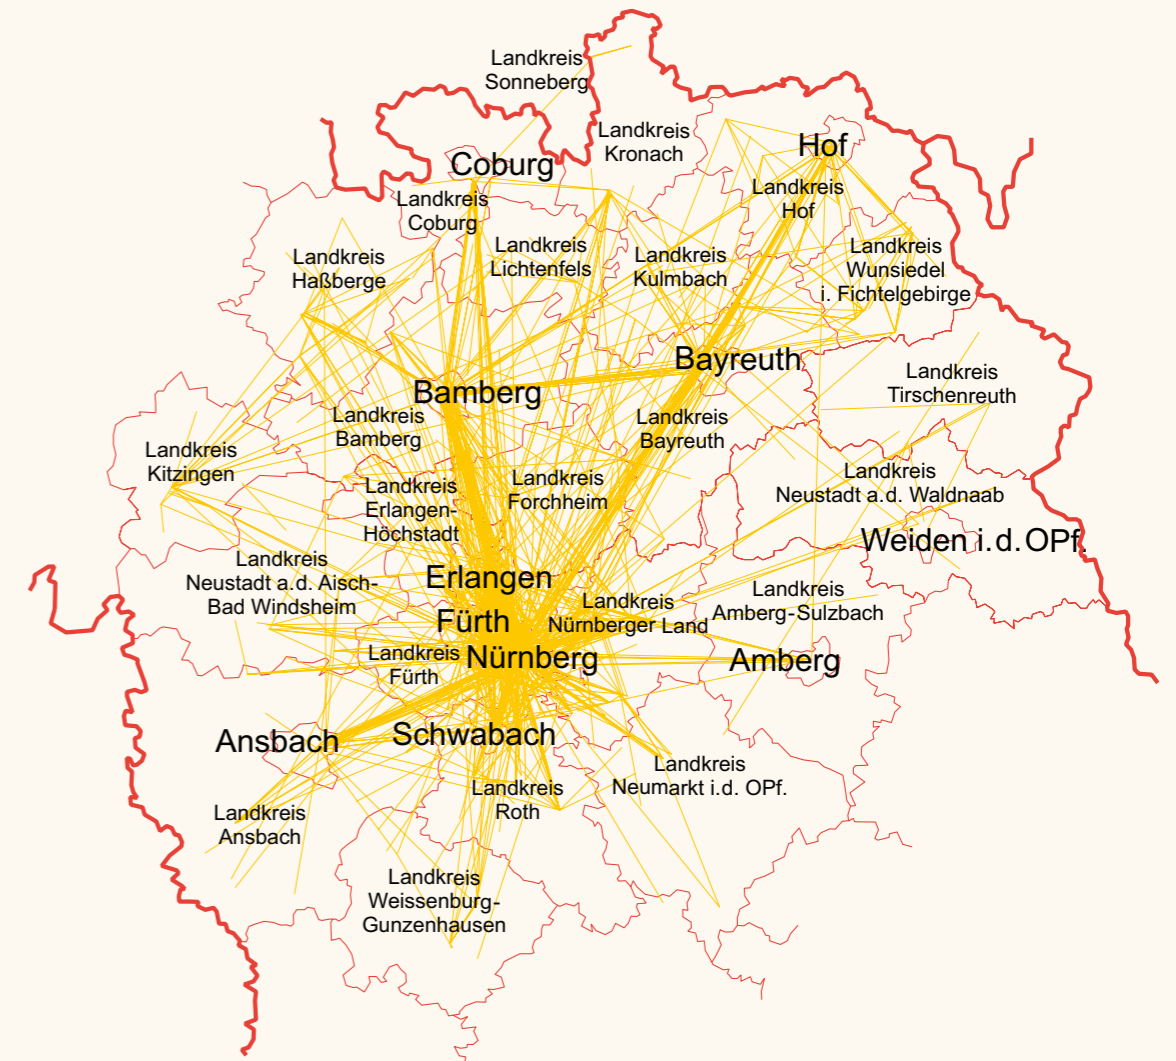 Landkreis
Sonneberg
Landkreis
Kronach
Hof
Coburg
Landkreis
Hof
Landkreis
Coburg
Landkreis
Lichtenfels
Landkreis
Kulmbach
Landkreis
Wunsiedel
i. Fichtelgebirge
Landkreis
Haßberge
Bayreuth
Landkreis
Tirschenreuth
Bamberg
Landkreis
Bamberg
Landkreis
Bayreuth
Landkreis
Kitzingen
Landkreis
Neustadt a.d. Waldnaab
Landkreis
Forchheim
Landkreis
Erlangen-
Höchstadt
Weiden i.d.OPf.
Landkreis
Neustadt a.d. Aisch-
Bad Windsheim
Erlangen
Landkreis
Amberg-Sulzbach
Landkreis
Nürnberger Land
Fürth
Landkreis
Fürth
Nürnberg
Amberg
Ansbach
Schwabach
Landkreis
Neumarkt i.d. OPf.
Landkreis
Roth
Landkreis
Ansbach
Landkreis
Weissenburg-
Gunzenhausen